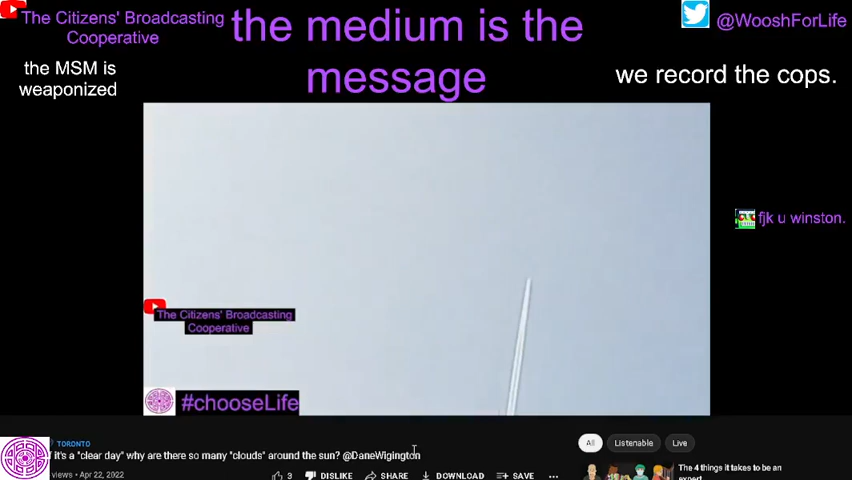 The Citizens' Broadcasting
Cooperative
the medium is the
message
@WooshForLife
the MSM is
weaponized
we record the cops.
fjk u winston.
The Citizens' Broadcasting
Cooperative
#chooseLife
TORONTO
f it's a "clear day" why are there so many "clouds" around the sun? @DaneWigington
views • Apr 22, 2022
3
DISLIKE
SHARE
DOWNLOAD
SAVE
All
Listenable
Live
The 4 things it takes to be an
expert